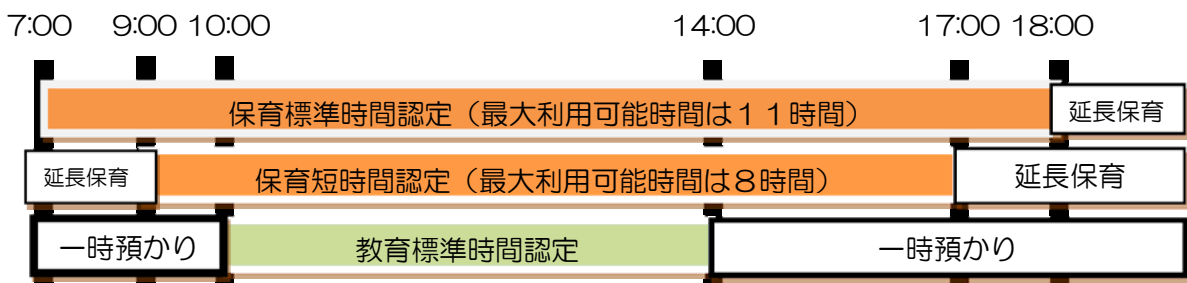 7:00 9:00 10:00 14:00 17:00 18:00
保育標準時間認定（最大利用可能時間は１１時間） 延長保育
延長保育 保育短時間認定（最大利用可能時間は８時間） 延長保育
一時預かり 教育標準時間認定 一時預かり